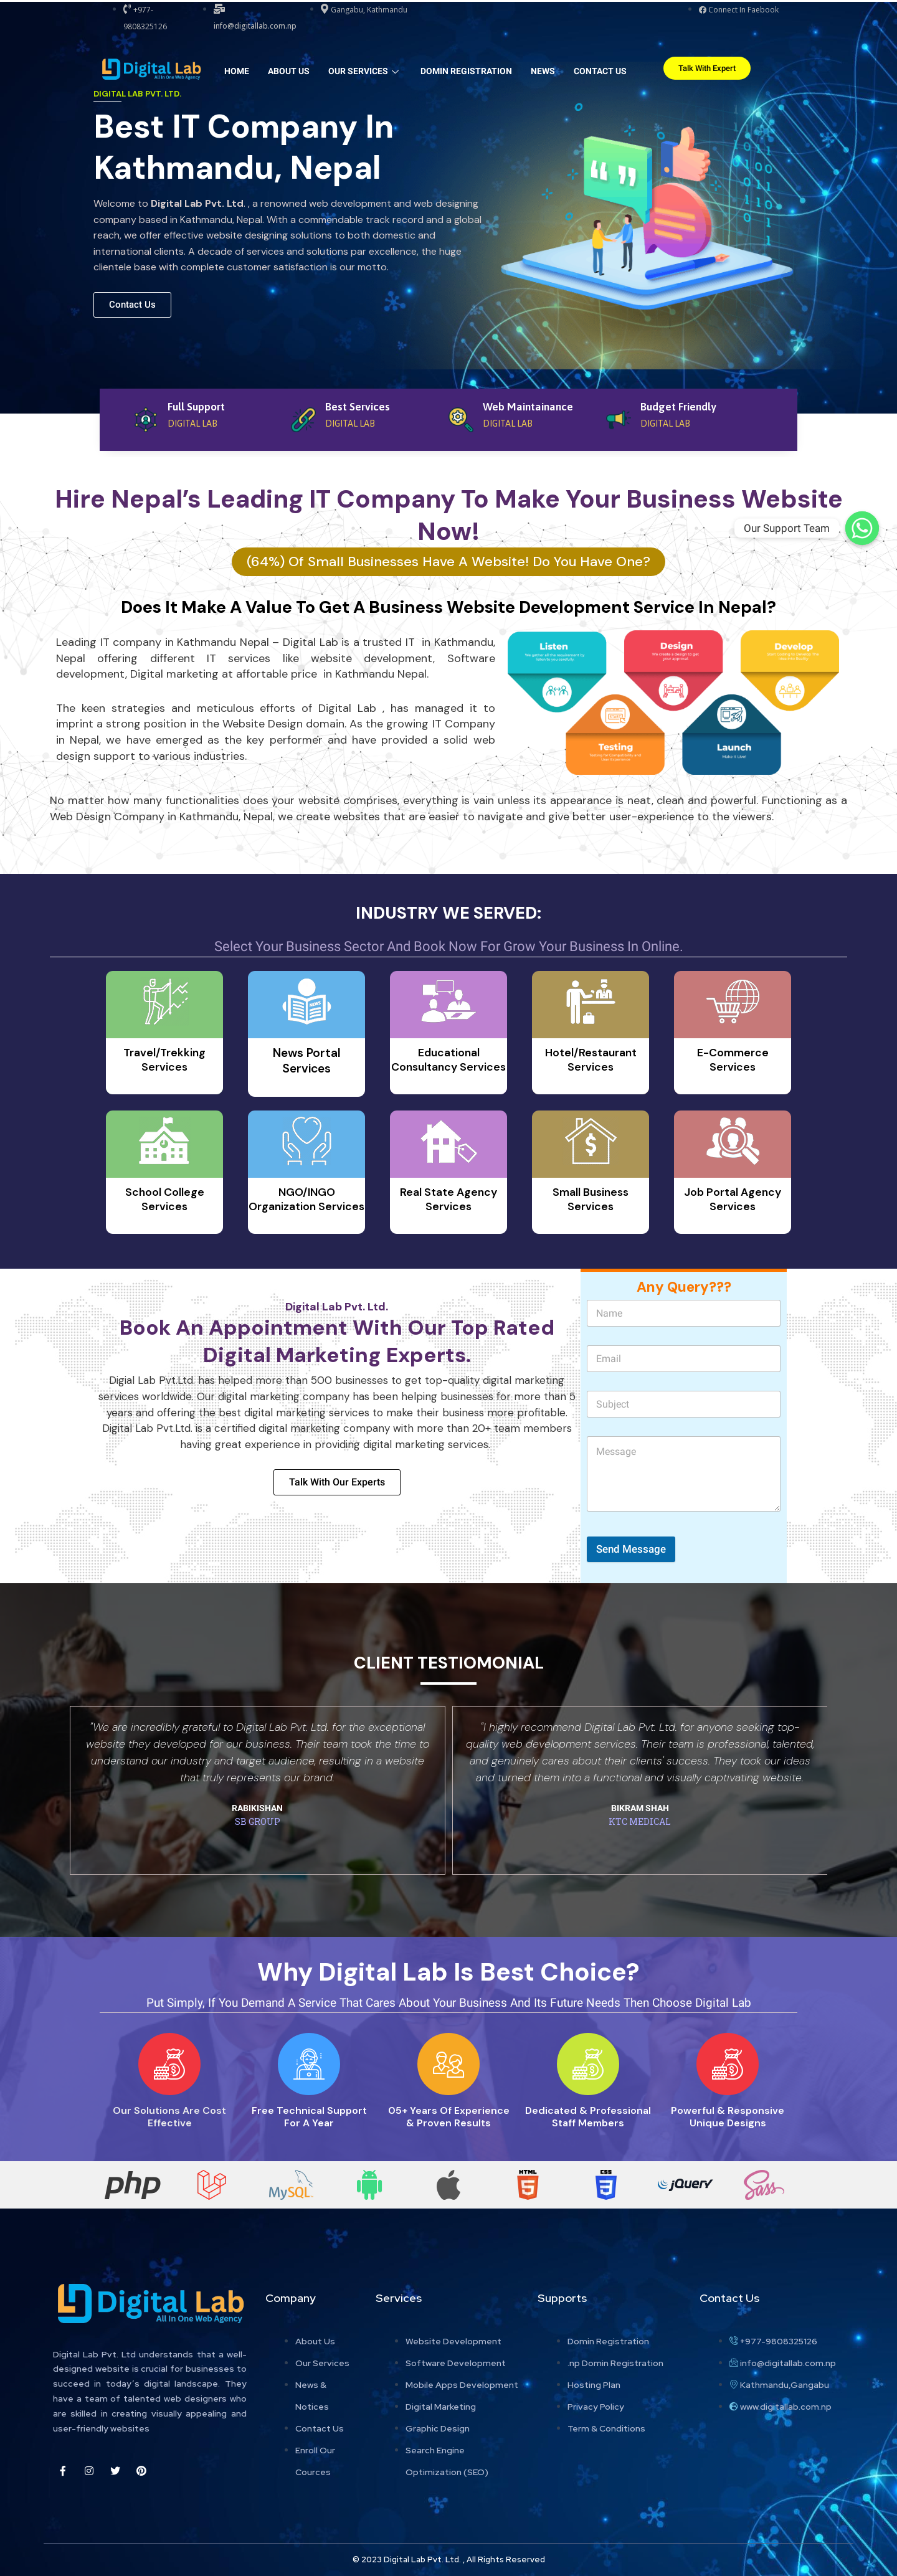 +977-
9808325126
info@digitallab.com.np
Gangabu, Kathmandu
Connect In Faebook
Digital Lab
All In One Web Agency
HOME
ABOUT US
OUR SERVICES
DOMIN REGISTRATION
NEWS
CONTACT US
Talk With Expert
DIGITAL LAB PVT. LTD.
Best IT Company In
Kathmandu, Nepal
Welcome to Digital Lab Pvt. Ltd. , a renowned web development and web designing
company based in Kathmandu, Nepal. With a commendable track record and a global
reach, we offer effective website designing solutions to both domestic and
international clients. A decade of services and solutions par excellence, the huge
clientele base with complete customer satisfaction is our motto.
Contact Us
Full Support
DIGITAL LAB
Best Services
DIGITAL LAB
Web Maintainance
DIGITAL LAB
Budget Friendly
DIGITAL LAB
Hire Nepal's Leading IT Company To Make Your Business Website
Now!
Our Support Team
(64%) Of Small Businesses Have A Website! Do You Have One?
Does It Make A Value To Get A Business Website Development Service In Nepal?
Leading IT company in Kathmandu Nepal – Digital Lab is a trusted IT in Kathmandu,
Nepal offering different IT services like website development, Software
development, Digital marketing at affordable price in Kathmandu Nepal.
The keen strategies and meticulous efforts of Digital Lab , has managed it to
imprint a strong position in the Website Design domain. As the growing IT Company
in Nepal, we have emerged as the key performer and have provided a solid web
design support to various industries.
Listen
Design
Develop
Testing
Launch
No matter how many functionalities does your website comprises, everything is vain unless its appearance is neat, clean and powerful. Functioning as a
Web Design Company in Kathmandu, Nepal, we create websites that are easier to navigate and give better user-experience to the viewers.
INDUSTRY WE SERVED:
Select Your Business Sector And Book Now For Grow Your Business In Online.
Travel/Trekking
Services
News Portal
Services
Educational
Consultancy Services
Hotel/Restaurant
Services
E-Commerce
Services
School College
Services
NGO/INGO
Organization Services
Real State Agency
Services
Small Business
Services
Job Portal Agency
Services
Digital Lab Pvt. Ltd.
Book An Appointment With Our Top Rated
Digital Marketing Experts.
Digial Lab Pvt.Ltd. has helped more than 500 businesses to get top-quality digital marketing
services worldwide. Our digital marketing company has been helping businesses for more than 5
years and offering the best digital marketing services to make their business more profitable.
Digital Lab Pvt.Ltd. is a certified digital marketing company with more than 20+ team members
having great experience in providing digital marketing services.
Talk With Our Experts
Any Query???
Name
Email
Subject
Message
Send Message
CLIENT TESTIOMONIAL
"We are incredibly grateful to Digital Lab Pvt. Ltd. for the exceptional
website they developed for our business. Their team took the time to
understand our industry and target audience, resulting in a website
that truly represents our brand.
RABIKISHAN
SB GROUP
"I highly recommend Digital Lab Pvt. Ltd. for anyone seeking top-
quality web development services. Their team is professional, talented,
and genuinely cares about their clients' success. They took our ideas
and turned them into a functional and visually captivating website.
BIKRAM SHAH
KTC MEDICAL
Why Digital Lab Is Best Choice?
Put Simply, If You Demand A Service That Cares About Your Business And Its Future Needs Then Choose Digital Lab
Our Solutions Are Cost
Effective
Free Technical Support
For A Year
05+ Years Of Experience
& Proven Results
Dedicated & Professional
Staff Members
Powerful & Responsive
Unique Designs
php
MySQL
HTML
5
CSS
3
jQuery
Sass
Digital Lab
All In One Web Agency
Digital Lab Pvt. Ltd understands that a well-
designed website is crucial for businesses to
succeed in today's digital landscape. They
have a team of talented web designers who
are skilled in creating visually appealing and
user-friendly websites
Company
About Us
Our Services
News &
Notices
Contact Us
Enroll Our
Cources
Services
Website Development
Software Development
Mobile Apps Development
Digital Marketing
Graphic Design
Search Engine
Optimization (SEO)
Supports
Domin Registration
.np Domin Registration
Hosting Plan
Privacy Policy
Term & Conditions
Contact Us
+977-9808325126
info@digitallab.com.np
Kathmandu,Gangabu
www.digitallab.com.np
© 2023 Digital Lab Pvt. Ltd. , All Rights Reserved